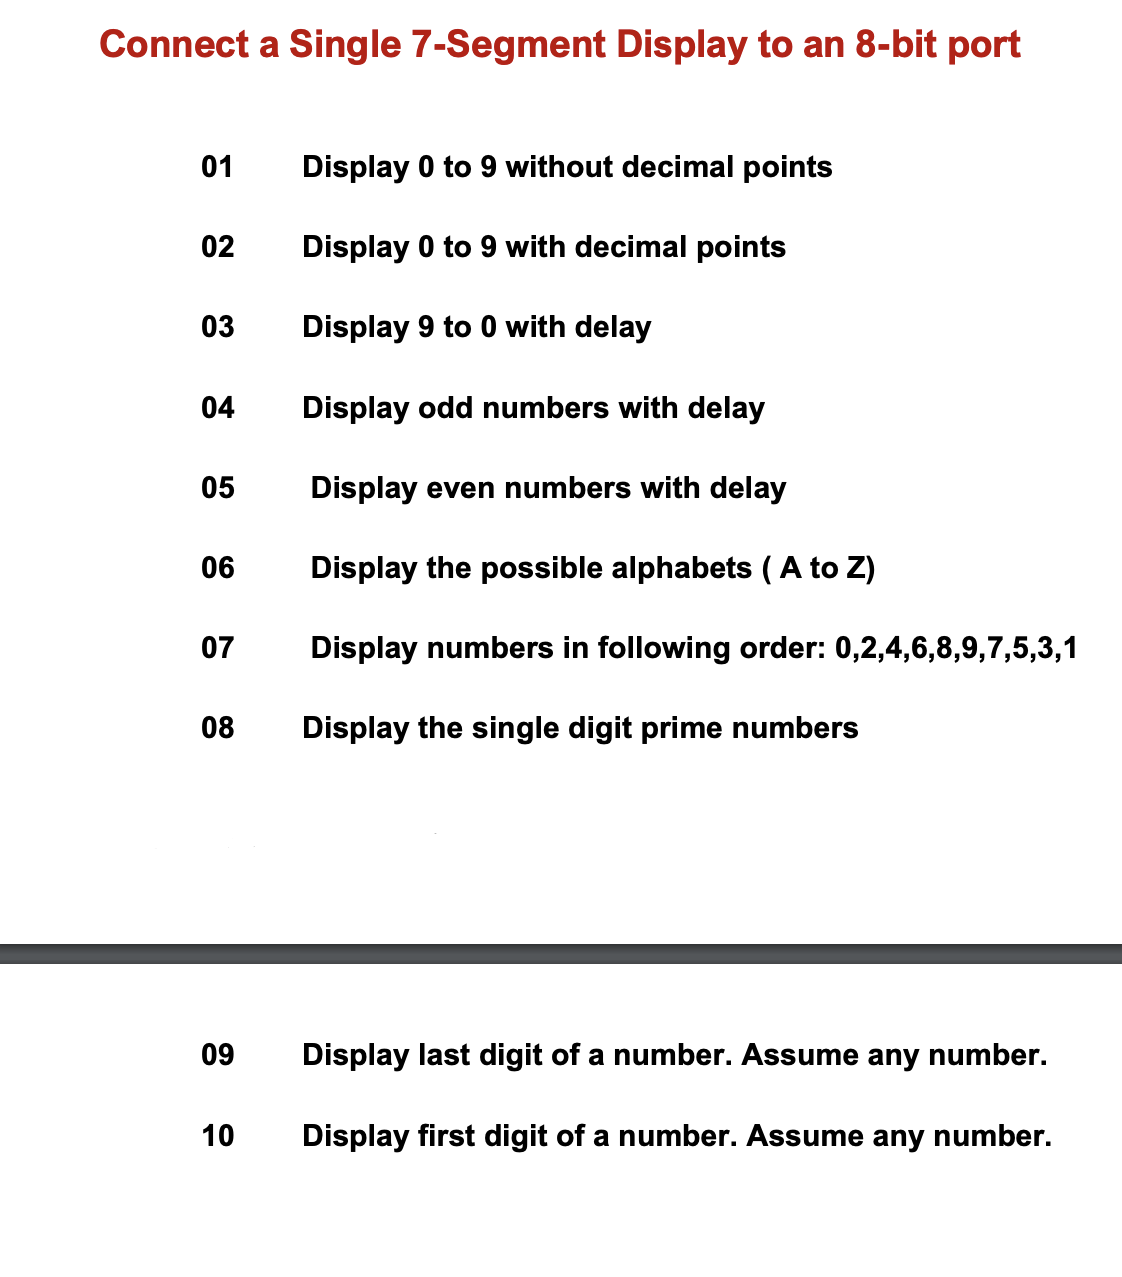 Connect a Single 7-Segment Display to an 8-bit port
01 Display 0 to 9 without decimal points
02 Display 0 to 9 with decimal points
03 Display 9 to 0 with delay
04 Display odd numbers with delay
05 Display even numbers with delay
06 Display the possible alphabets ( A to Z)
07 Display numbers in following order: 0,2,4,6,8,9,7,5,3,1
08 Display the single digit prime numbers
09 Display last digit of a number. Assume any number.
10 Display first digit of a number. Assume any number.